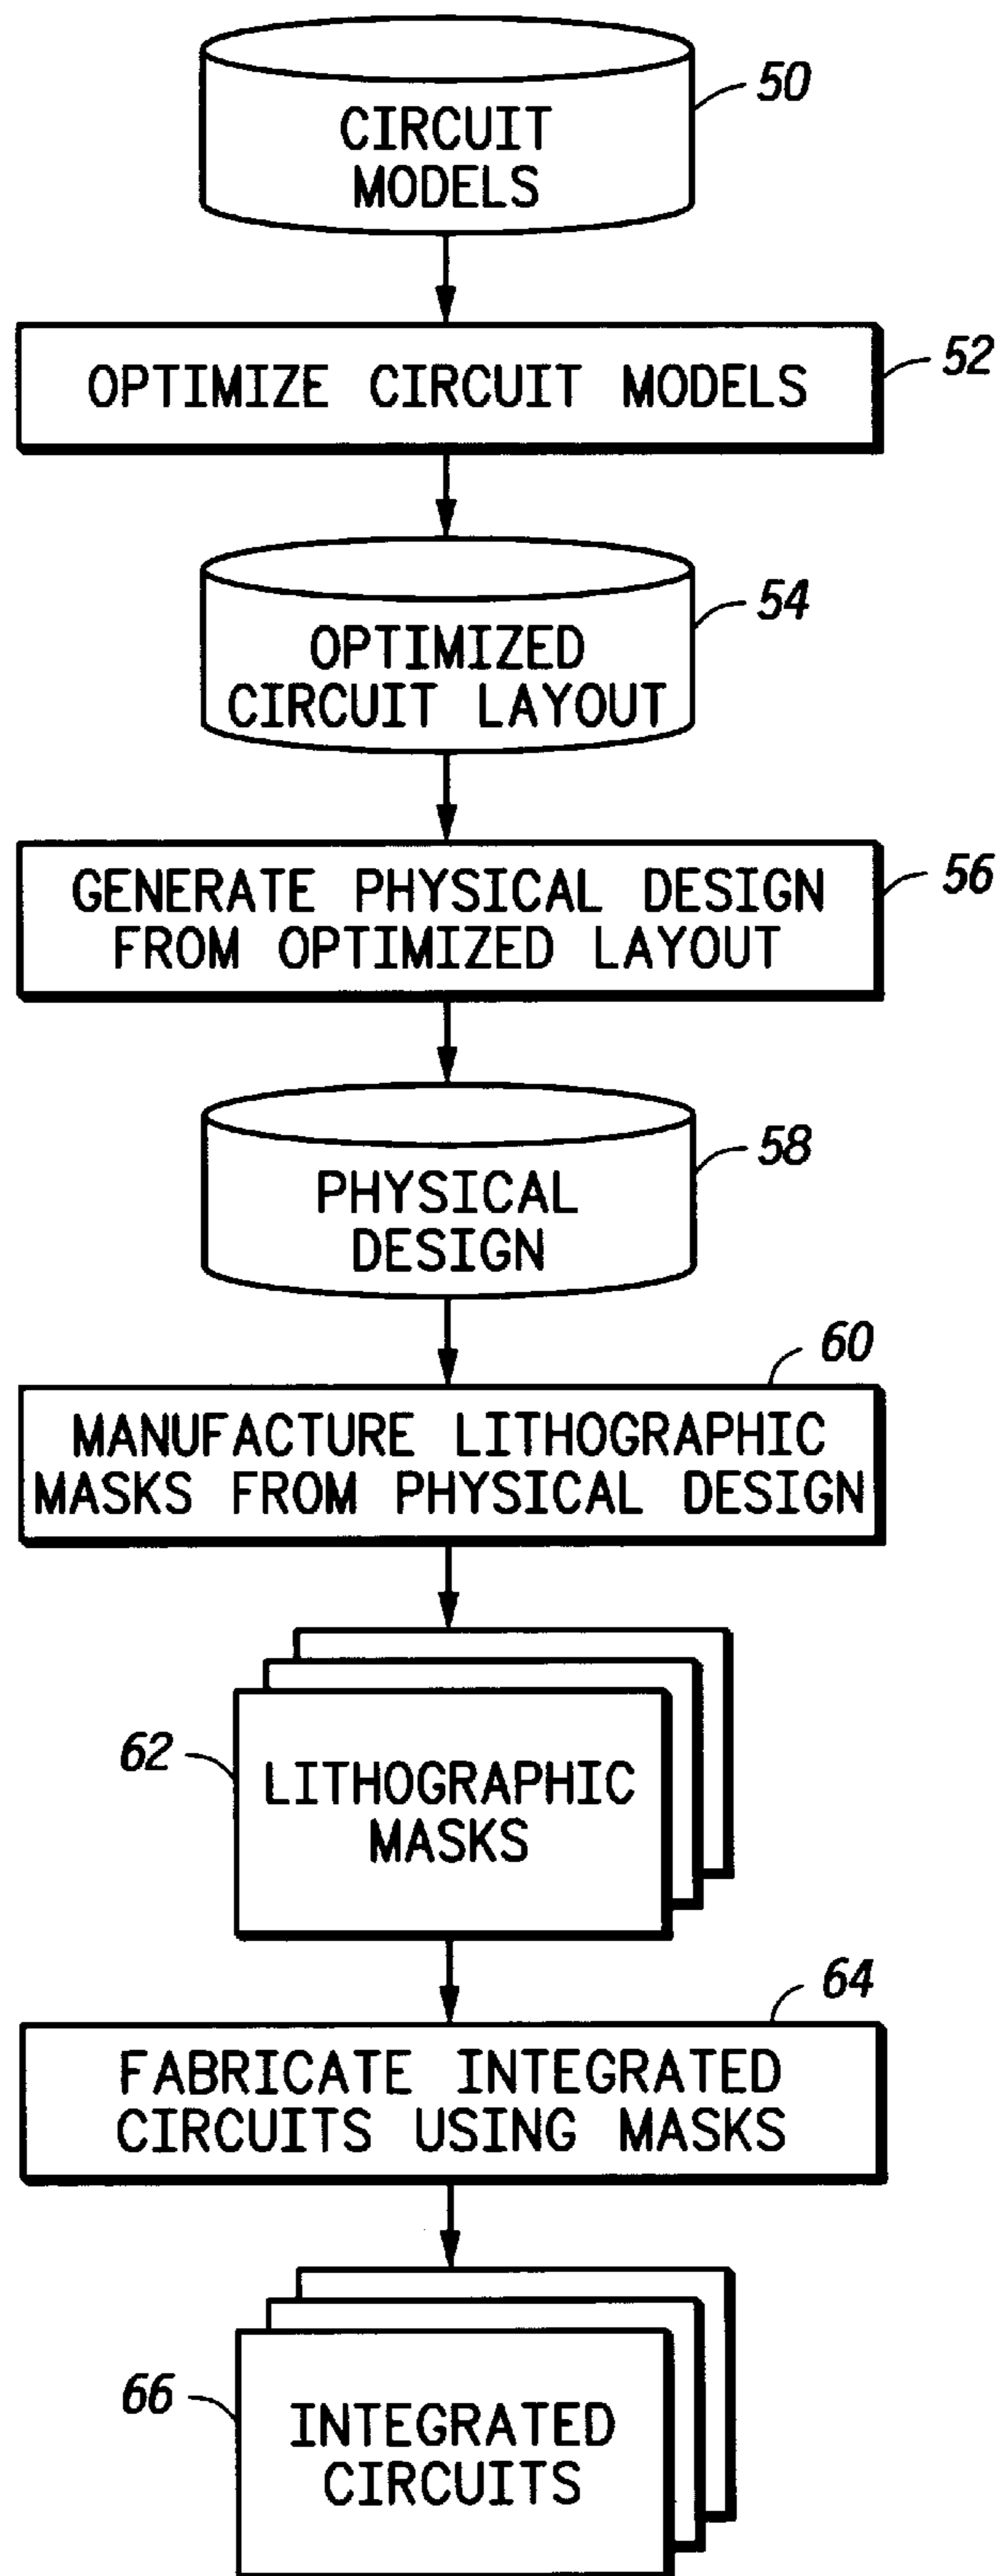 CIRCUIT
MODELS
50
OPTIMIZE CIRCUIT MODELS
52
OPTIMIZED
CIRCUIT LAYOUT
54
GENERATE PHYSICAL DESIGN
FROM OPTIMIZED LAYOUT
56
PHYSICAL
DESIGN
58
60
MANUFACTURE LITHOGRAPHIC
MASKS FROM PHYSICAL DESIGN
62
LITHOGRAPHIC
MASKS
64
FABRICATE INTEGRATED
CIRCUITS USING MASKS
66
INTEGRATED
CIRCUITS